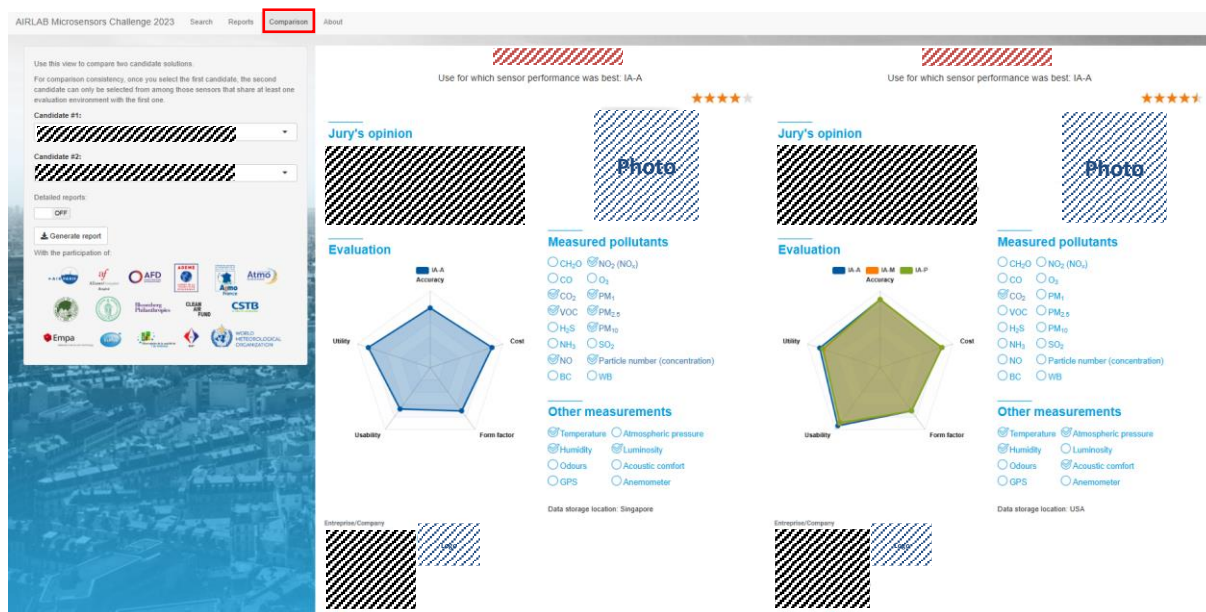 AIRLAB Microsensors Challenge 2023 Search Reports Comparison About
Use this view to compare two candidate solutions.
For comparison consistency, once you select the first candidate, the second
candidate can only be selected from among those sensors that share at least one
evaluation environment with the first one.
Candidate #1:
Candidate #2:
Detailed reports:
OFF
Generate report
With the participation of:
AIRPARIF
af
AFD
ADEME
Atmo
France
Atmo
Bloomberg
Philanthropies
CLEAN
AIR
FUND
CSTB
Empa
WORLD
METEOROLOGICAL
ORGANIZATION
Use for which sensor performance was best: IA-A
Jury's opinion
Photo
Evaluation
IA-A
Accuracy
Cost
Form factor
Usability
Utility
Measured pollutants
CH₂O NO₂ (NOₓ)
CO O₃
CO₂ PM₁
VOC PM₂.₅
H₂S PM₁₀
NH₃ SO₂
NO Particle number (concentration)
BC WB
Other measurements
Temperature Atmospheric pressure
Humidity Luminosity
Odours Acoustic comfort
GPS Anemometer
Data storage location: Singapore
Entreprise/Company
Logo
Use for which sensor performance was best: IA-A
Jury's opinion
Photo
Evaluation
IA-A IA-M IA-P
Accuracy
Cost
Form factor
Usability
Utility
Measured pollutants
CH₂O NO₂ (NOₓ)
CO O₃
CO₂ PM₁
VOC PM₂.₅
H₂S PM₁₀
NH₃ SO₂
NO Particle number (concentration)
BC WB
Other measurements
Temperature Atmospheric pressure
Humidity Luminosity
Odours Acoustic comfort
GPS Anemometer
Data storage location: USA
Entreprise/Company
Logo